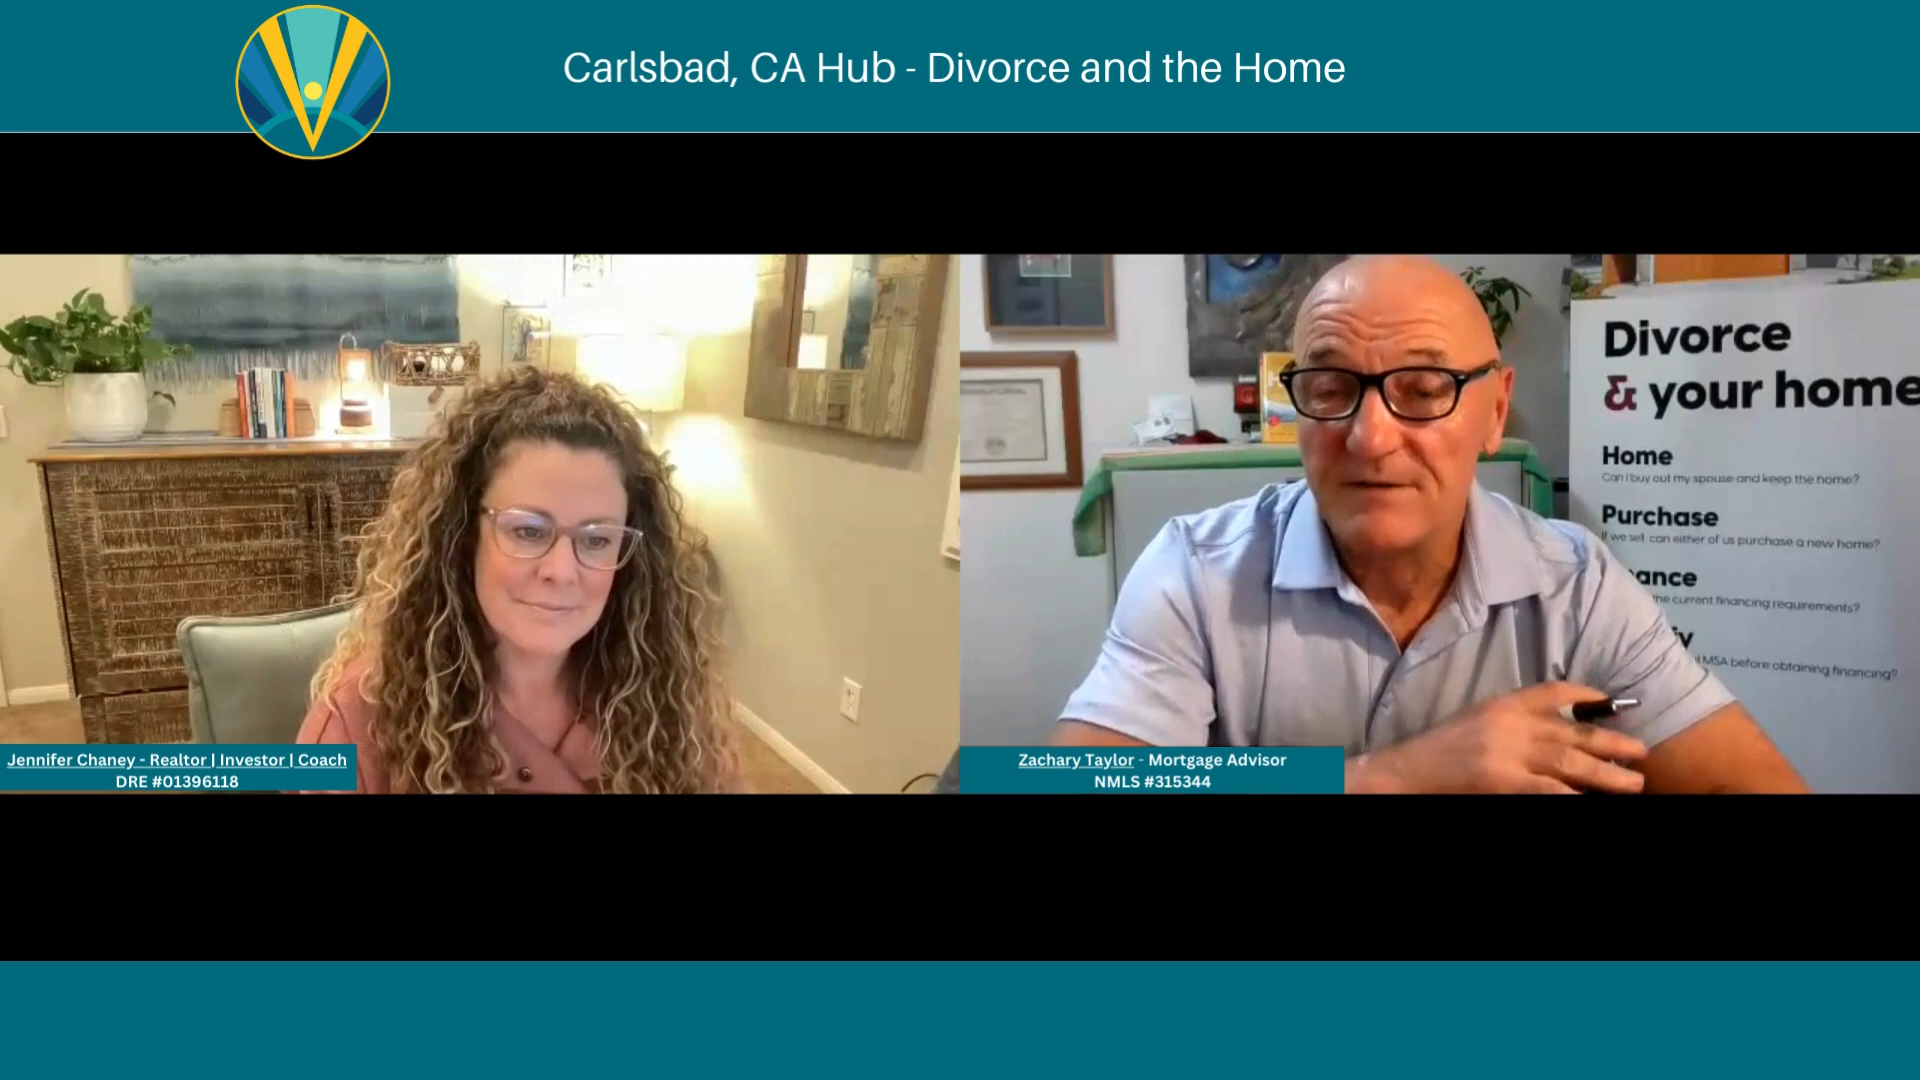 Carlsbad, CA Hub - Divorce and the Home
Jennifer Chaney - Realtor | Investor | Coach
DRE #01396118
Zachary Taylor - Mortgage Advisor
NMLS #315344
Divorce
& your home
Home
Can I buy out my spouse and keep the home?
Purchase
If we sell can either of us purchase a new home?
ance
the current financing requirements?
MSA before obtaining financing?